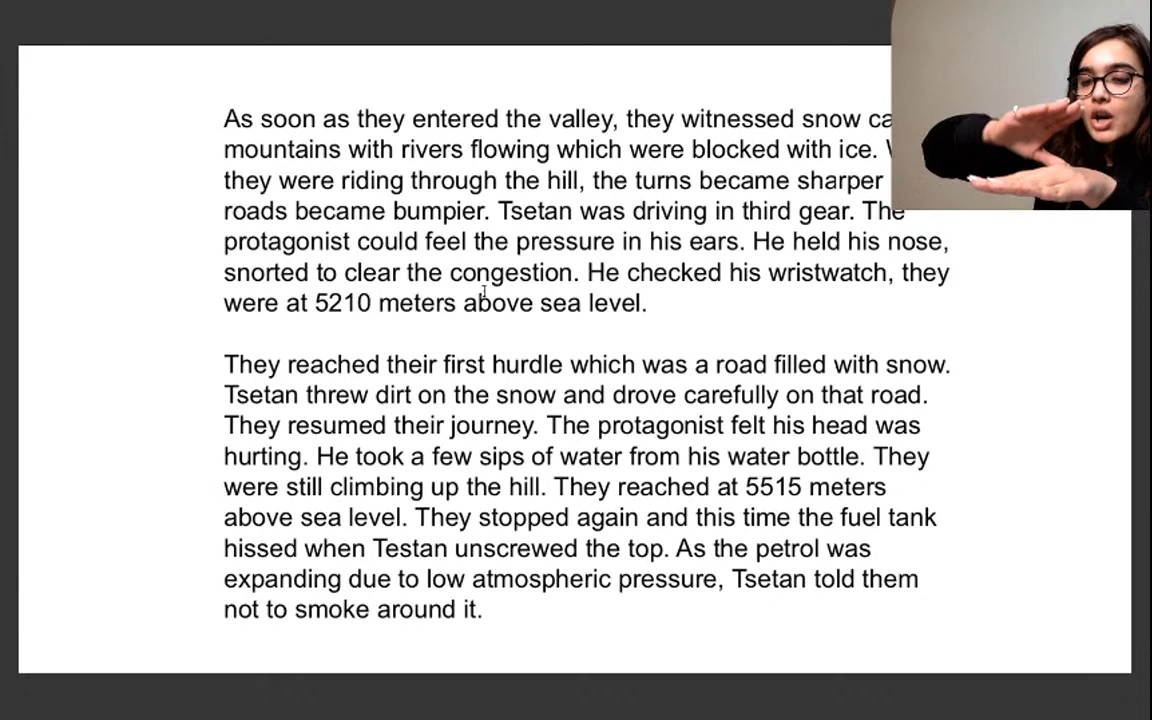 As soon as they entered the valley, they witnessed snow
mountains with rivers flowing which were blocked with ice.
they were riding through the hill, the turns became sharper
roads became bumpier. Tsetan was driving in third gear. The
protagonist could feel the pressure in his ears. He held his nose,
snorted to clear the congestion. He checked his wristwatch, they
were at 5210 meters above sea level.
They reached their first hurdle which was a road filled with snow.
Tsetan threw dirt on the snow and drove carefully on that road.
They resumed their journey. The protagonist felt his head was
hurting. He took a few sips of water from his water bottle. They
were still climbing up the hill. They reached at 5515 meters
above sea level. They stopped again and this time the fuel tank
hissed when Testan unscrewed the top. As the petrol was
expanding due to low atmospheric pressure, Tsetan told them
not to smoke around it.